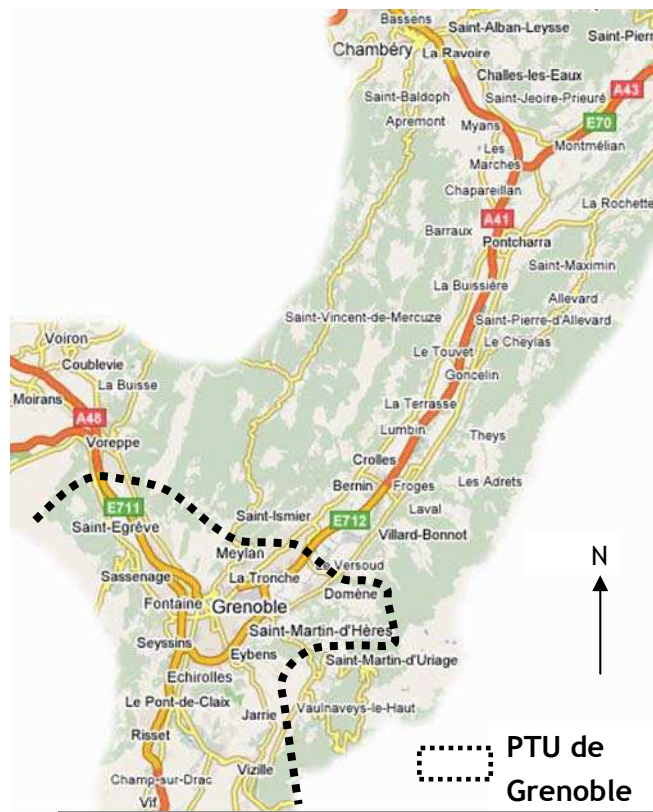 Bassens
Saint-Alban-Leysse
Saint-Pierr
Chambéry
La Ravoire
Challes-les-Eaux
A43
Saint-Baldoph
Saint-Jeoire-Prieuré
Apremont
Myans
E70
Les
Marches
Montmélian
Chapareillan
La Rochette
A41
Barraux
Pontcharra
Saint-Maximin
La Buissière
Allevard
Saint-Vincent-de-Mercuze
Saint-Pierre-d'Allevard
Voiron
Le Touvet
Le Cheylas
Coublevie
Goncelin
La Buisse
Moirans
La Terrasse
A48
Lumbin
Voreppe
Theys
Crolles
Bernin
Froges
Les Adrets
E711
Laval
Saint-Egrève
Saint-Ismier
E712
Villard-Bonnot
Meylan
Le Versoud
Sassenage
La Tronche
Domène
Fontaine
Grenoble
Saint-Martin-d'Hères
Seyssins
Eybens
Saint-Martin-d'Uriage
Echirolles
Le Pont-de-Claix
Jarrie
Vaulnaveys-le-Haut
Risset
Vizille
Champ-sur-Drac
Vif
N
PTU de
Grenoble